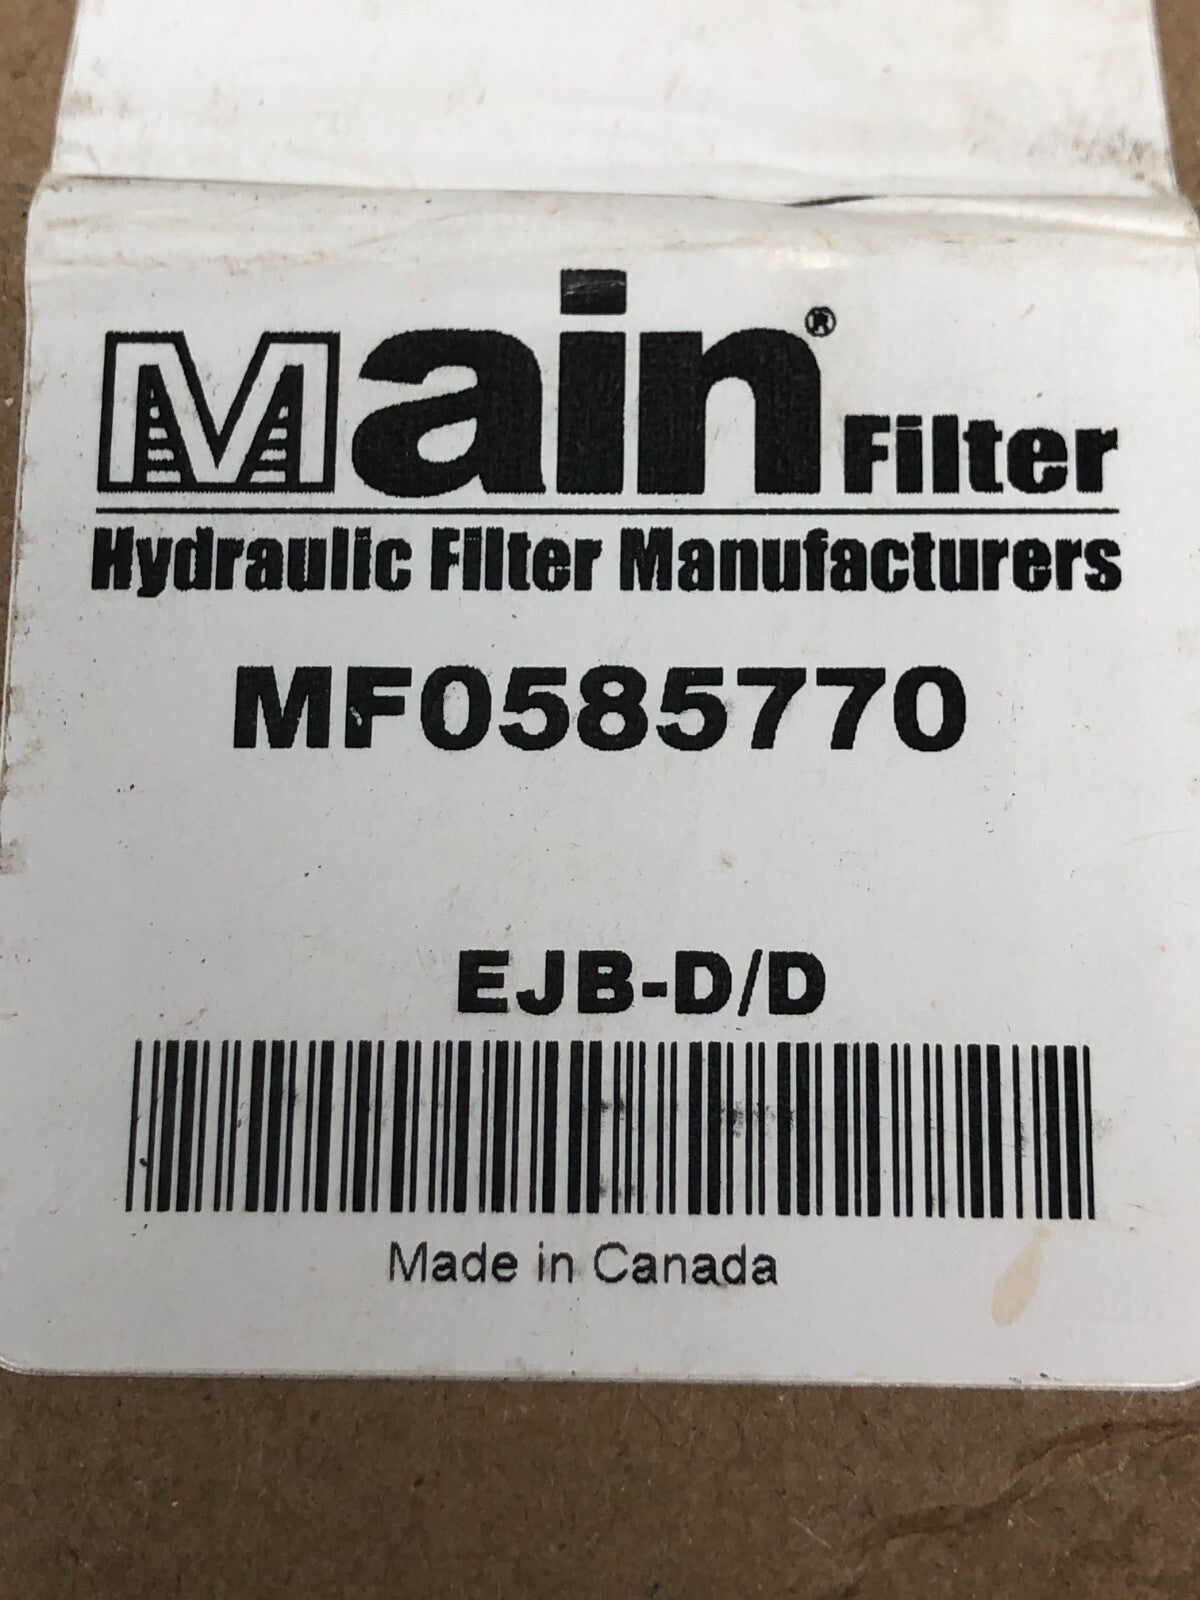 Main® Filter
Hydraulic Filter Manufacturers
MF0585770
EJB-D/D
Made in Canada